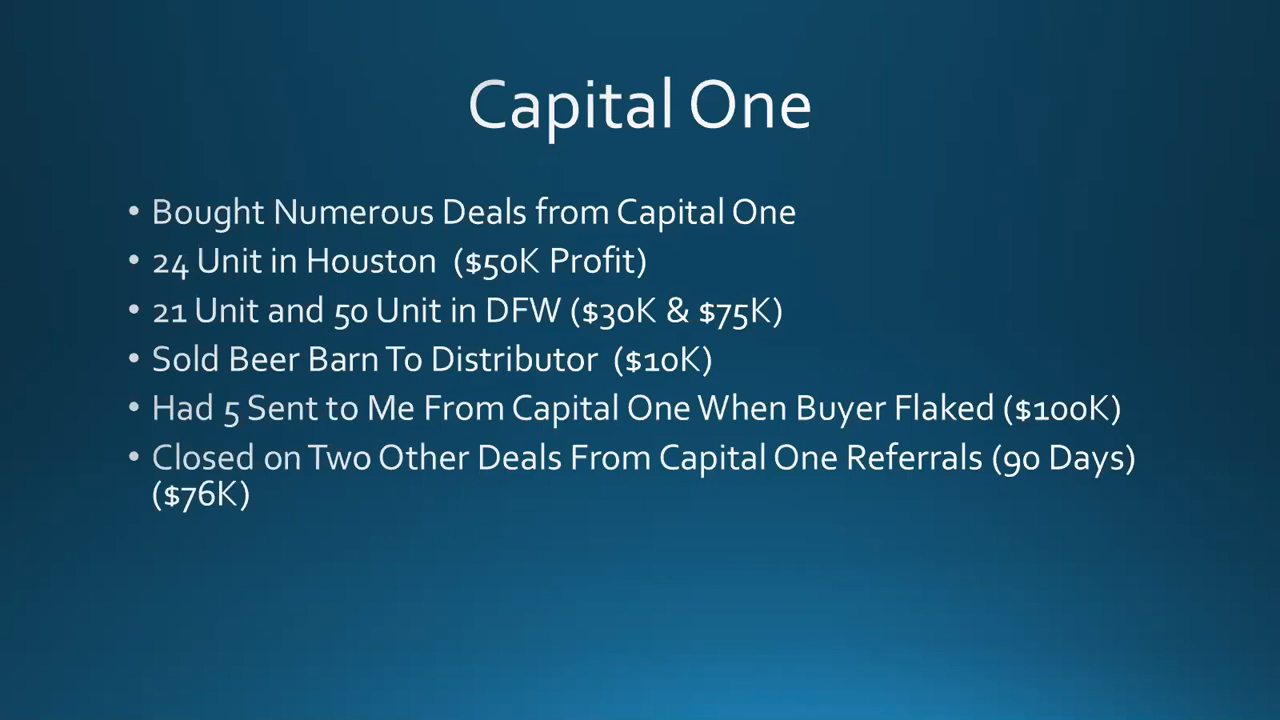 Capital One
• Bought Numerous Deals from Capital One
• 24 Unit in Houston  ($50K Profit)
• 21 Unit and 50 Unit in DFW ($30K & $75K)
• Sold Beer Barn To Distributor  ($10K)
• Had 5 Sent to Me From Capital One When Buyer Flaked ($100K)
• Closed on Two Other Deals From Capital One Referrals (90 Days)
($76K)